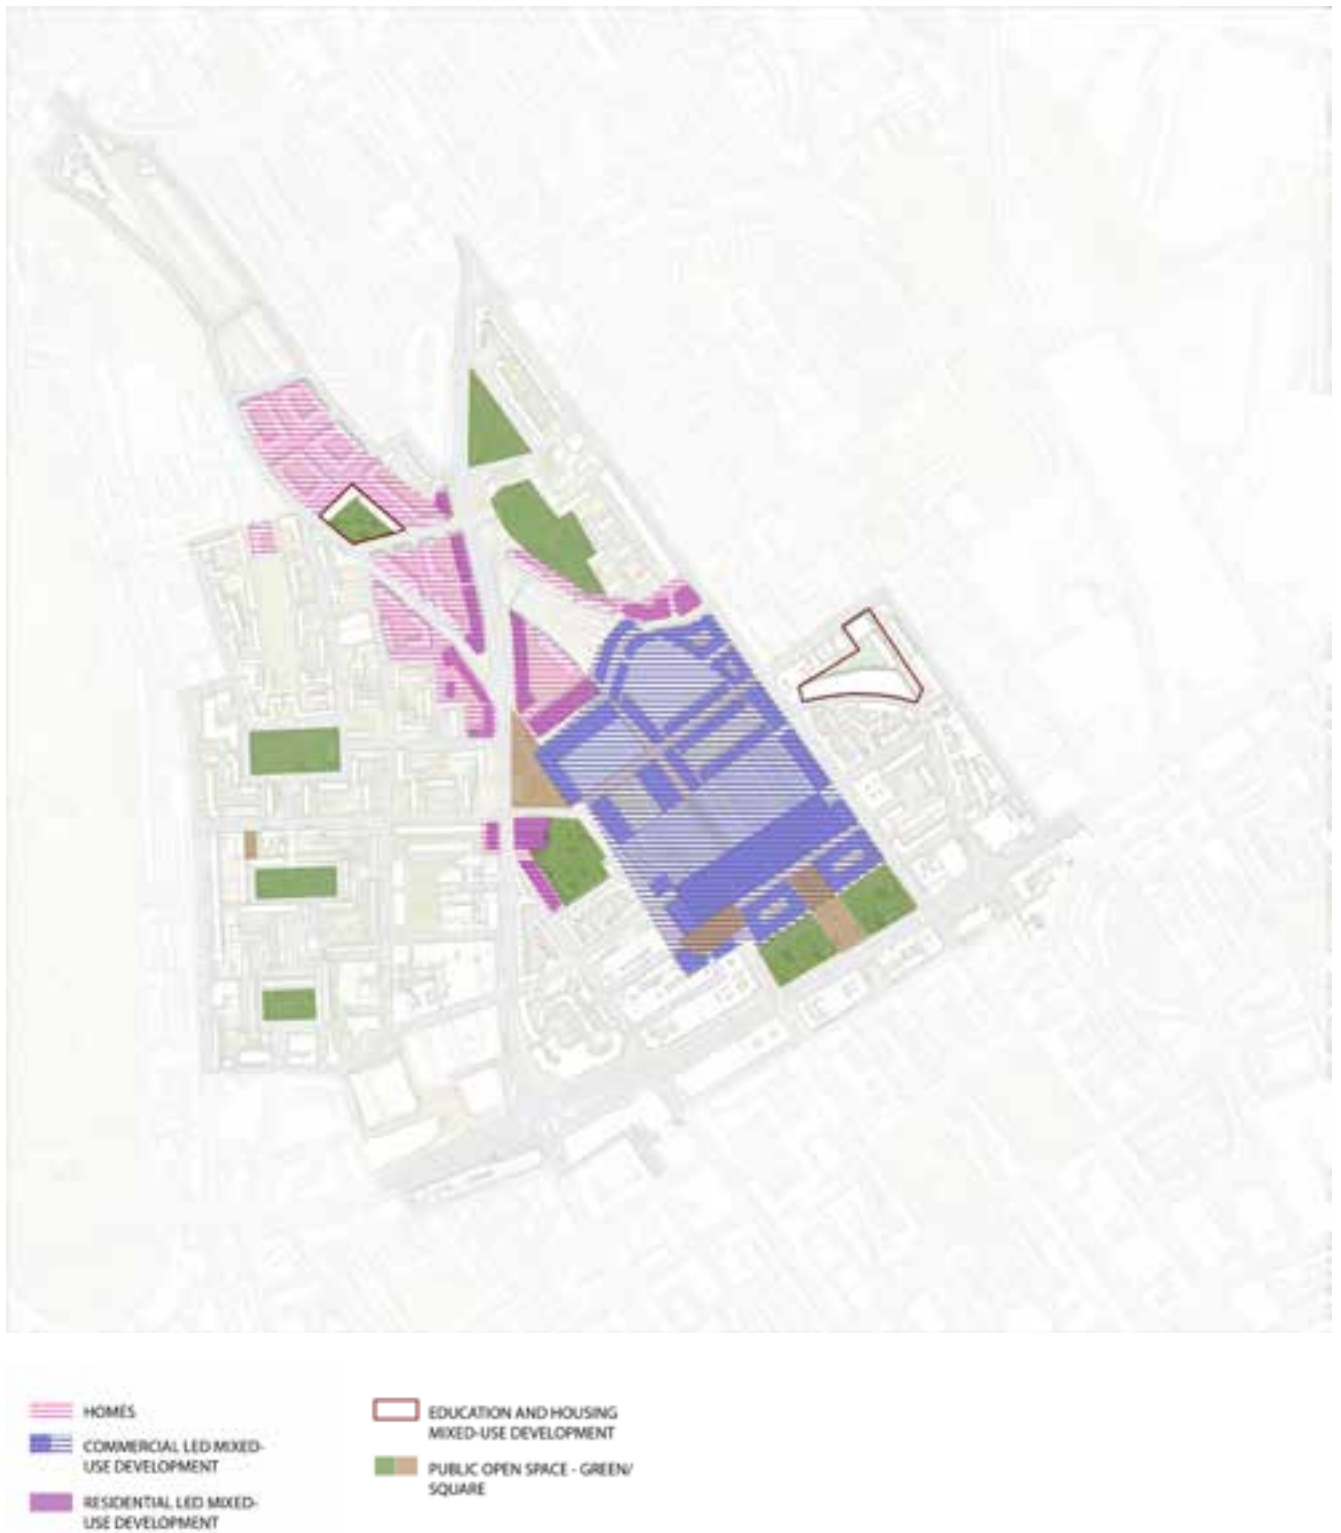 HOMES
COMMERCIAL LED MIXED-
USE DEVELOPMENT
RESIDENTIAL LED MIXED-
USE DEVELOPMENT
EDUCATION AND HOUSING
MIXED-USE DEVELOPMENT
PUBLIC OPEN SPACE - GREEN/
SQUARE